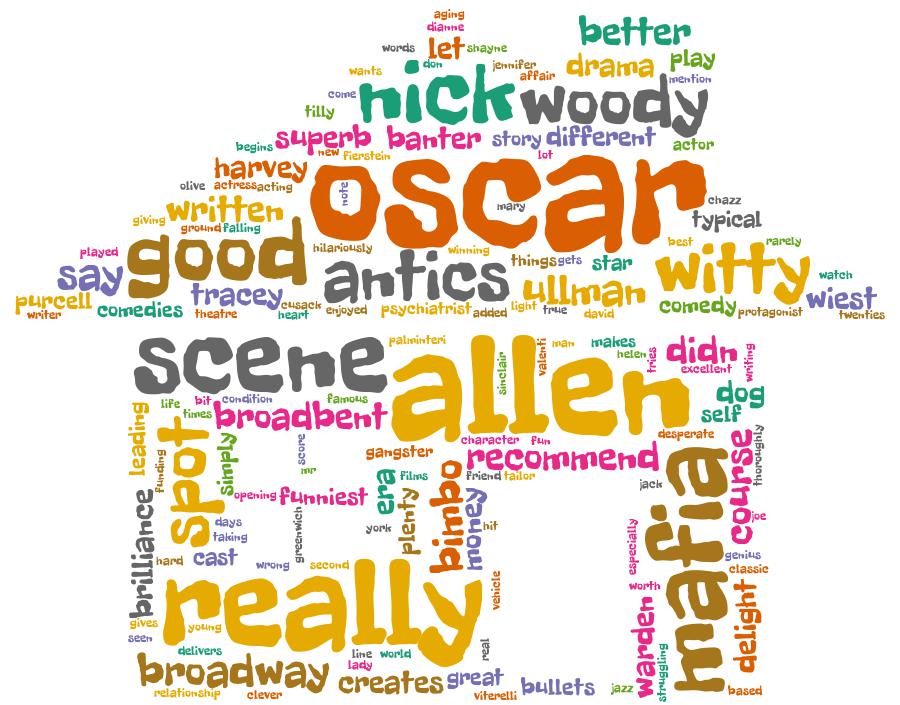 aging
dianne
better
words
let
shayne
don
jennifer
drama
play
wants
affair
mention
come
nick
woody
tilly
superb
banter
story
different
actor
begins
new
fierstein
lot
harvey
oscar
olive
actress
acting
note
mary
chazz
giving
written
typical
ground
falling
good
hilariously
winning
best
rarely
played
say
antics
things
gets
star
witty
watch
purcell
tracey
cusack
enjoyed
psychiatrist
added
ullman
light
true
david
comedy
protagonist
wiest
twenties
writer
comedies
theatre
heart
scene
palminteri
allen
sinclair
valenti
man
makes
helen
tries
didn
excellent
writing
life
bit
condition
famous
times
broadbent
dog
self
leading
funding
spot
simply
score
mr
gangster
character
fun
recommend
desperate
course
thoroughly
opening
funniest
era
films
plenty
bimbo
friend
tailor
money
hit
jack
mafia
joe
brilliance
days
taking
greenwich
york
especially
hard
cast
wrong
second
genius
classic
gives
really
vehicle
worth
seen
young
warden
delight
delivers
line
world
lady
real
struggling
broadway
creates
great
relationship
clever
viterelli
bullets
jazz
based